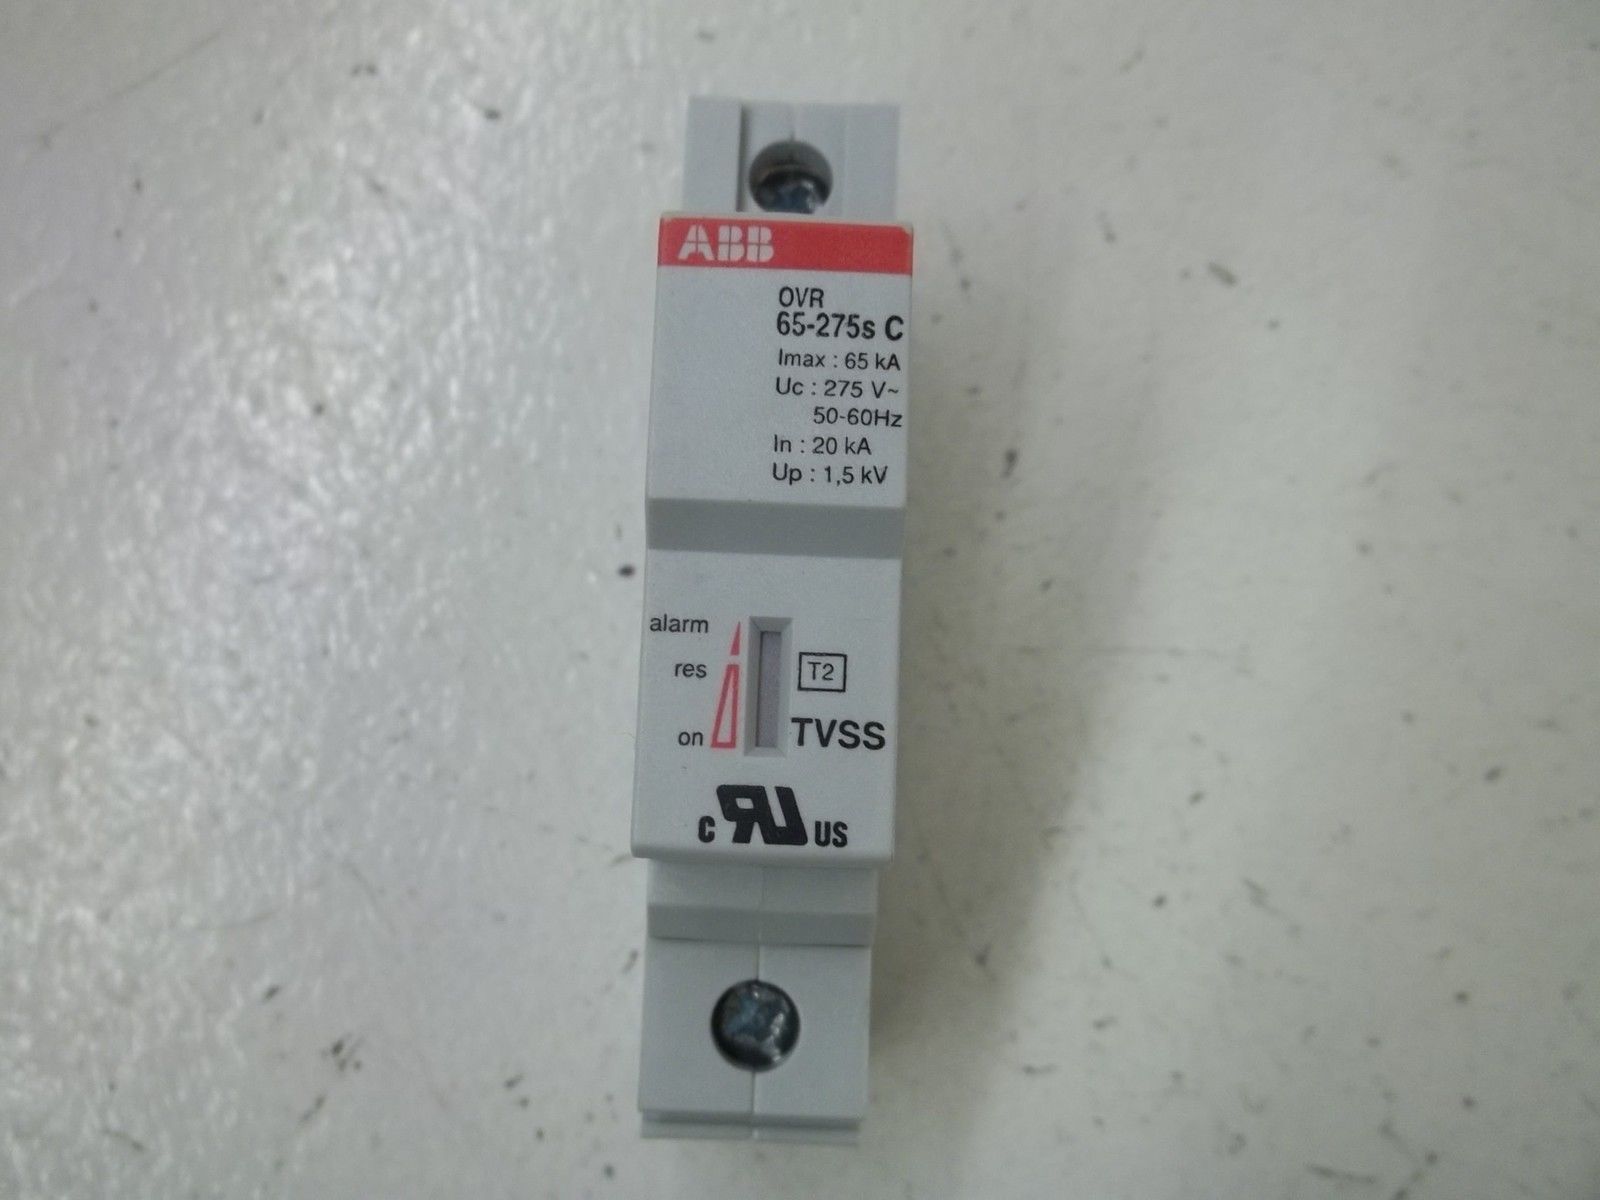 ABB
OVR
65-275s C
Imax : 65 kA
Uc : 275 V~
50-60Hz
In : 20 kA
Up : 1,5 kV
alarm
res
T2
on
TVSS
C RU US